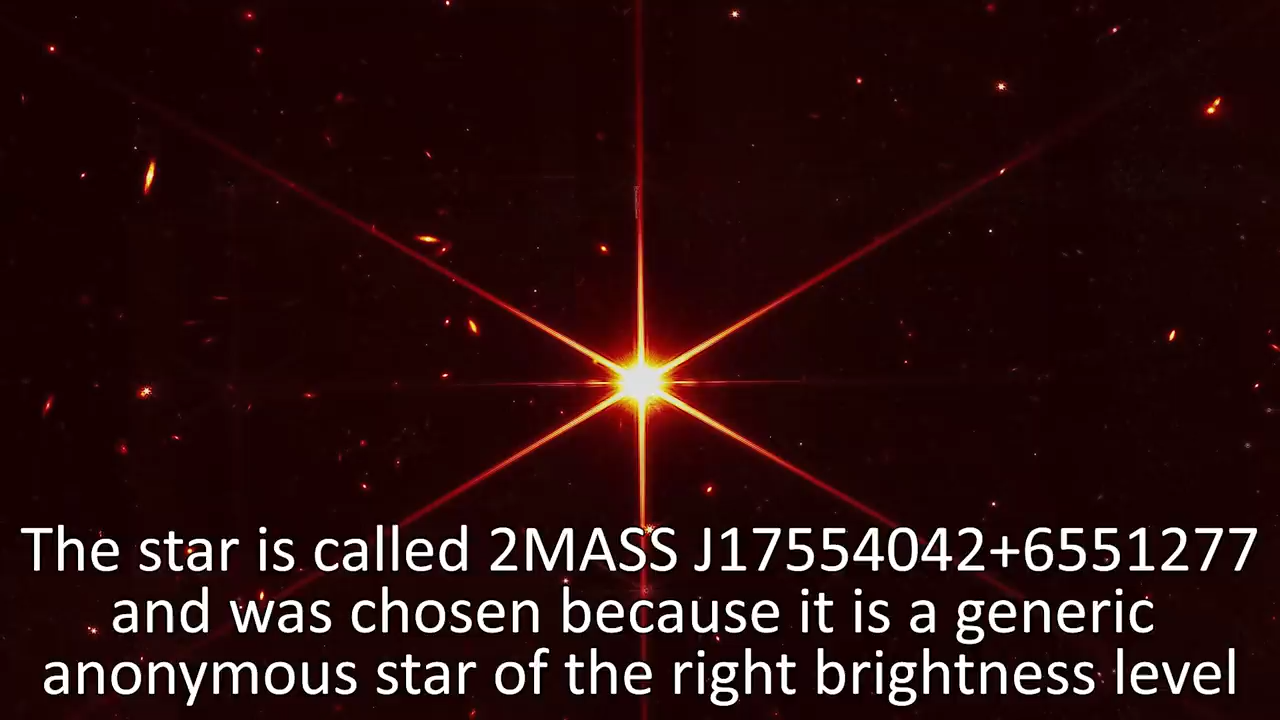 The star is called 2MASS J17554042+6551277
and was chosen because it is a generic
anonymous star of the right brightness level